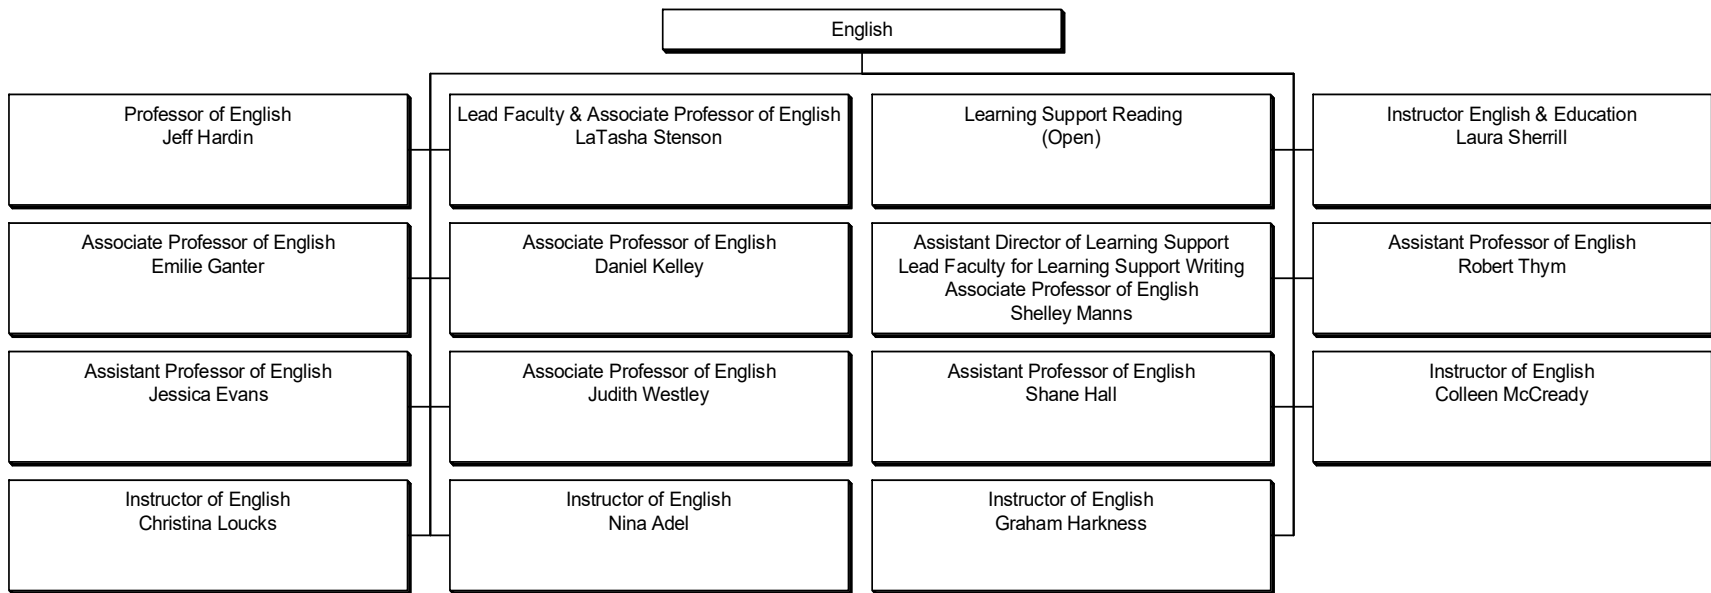 English
Professor of English
Jeff Hardin
Lead Faculty & Associate Professor of English
LaTasha Stenson
Learning Support Reading
(Open)
Instructor English & Education
Laura Sherrill
Associate Professor of English
Emilie Ganter
Associate Professor of English
Daniel Kelley
Assistant Director of Learning Support
Lead Faculty for Learning Support Writing
Associate Professor of English
Shelley Manns
Assistant Professor of English
Robert Thym
Assistant Professor of English
Jessica Evans
Associate Professor of English
Judith Westley
Assistant Professor of English
Shane Hall
Instructor of English
Colleen McCready
Instructor of English
Christina Loucks
Instructor of English
Nina Adel
Instructor of English
Graham Harkness